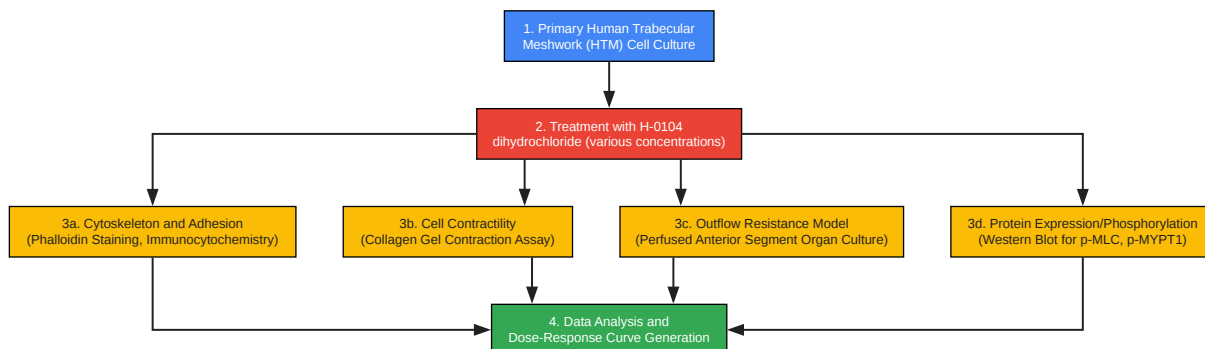 1. Primary Human Trabecular
Meshwork (HTM) Cell Culture
2. Treatment with H-0104
dihydrochloride (various concentrations)
3a. Cytoskeleton and Adhesion
(Phalloidin Staining, Immunocytochemistry)
3b. Cell Contractility
(Collagen Gel Contraction Assay)
3c. Outflow Resistance Model
(Perfused Anterior Segment Organ Culture)
3d. Protein Expression/Phosphorylation
(Western Blot for p-MLC, p-MYPT1)
4. Data Analysis and
Dose-Response Curve Generation